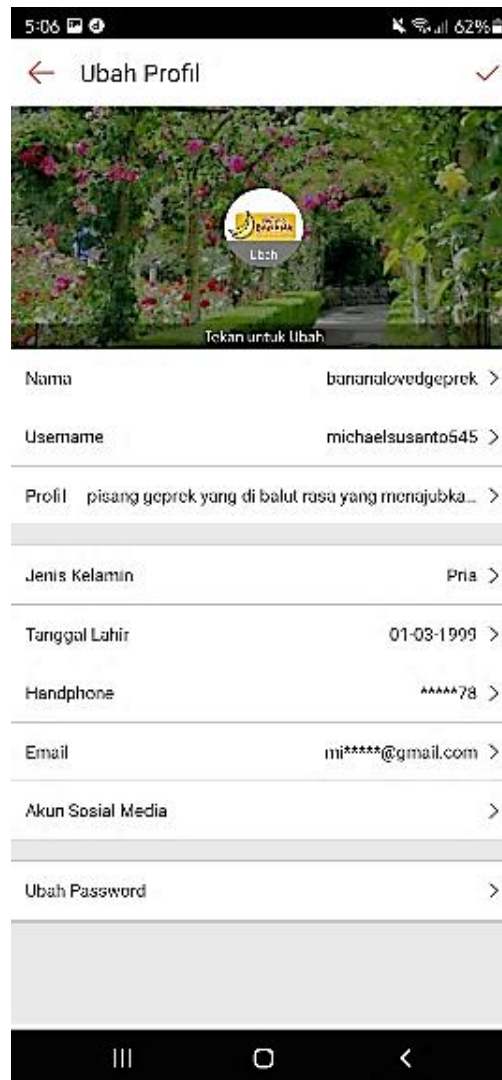 5:06 62%
Ubah Profil
BANANA
Ubah
Tekan untuk Ubah
Nama bananalovedgeprek
Username michaelsusanto545
Profil pisang geprek yang di balut rasa yang menajubka...
Jenis Kelamin Pria
Tanggal Lahir 01-03-1999
Handphone *****78
Email mi*****@gmail.com
Akun Sosial Media
Ubah Password